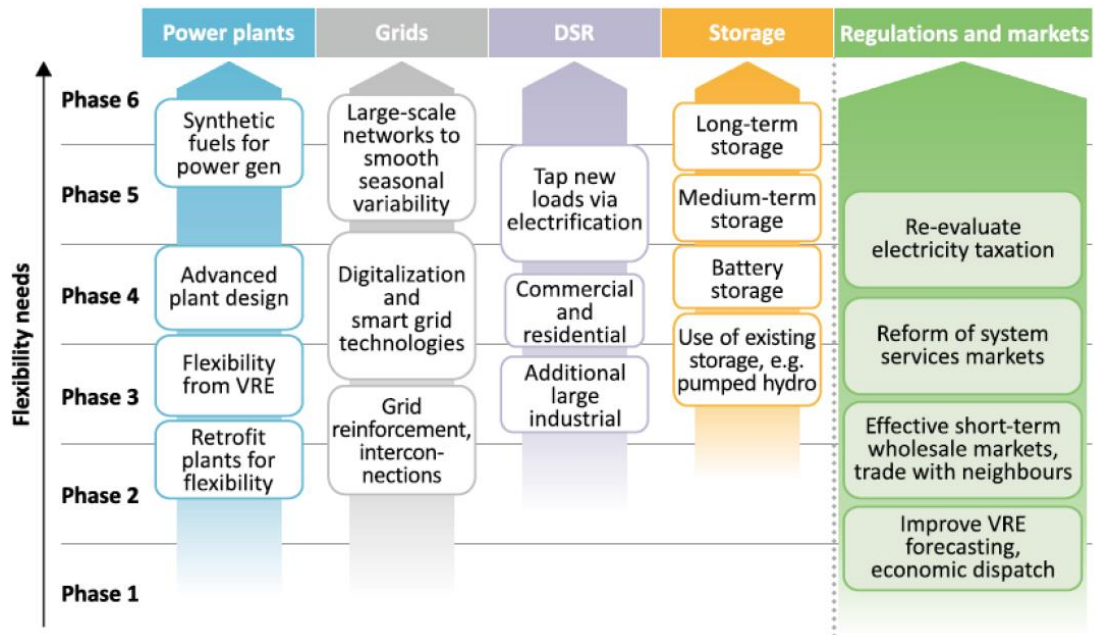 Power plants
Grids
DSR
Storage
Regulations and markets
Flexibility needs
Phase 6
Phase 5
Phase 4
Phase 3
Phase 2
Phase 1
Synthetic
fuels for
power gen
Advanced
plant design
Flexibility
from VRE
Retrofit
plants for
flexibility
Large-scale
networks to
smooth
seasonal
variability
Digitalization
and
smart grid
technologies
Grid
reinforcement,
intercon-
nections
Tap new
loads via
electrification
Commercial
and
residential
Additional
large
industrial
Long-term
storage
Medium-term
storage
Battery
storage
Use of existing
storage, e.g.
pumped hydro
Re-evaluate
electricity taxation
Reform of system
services markets
Effective short-term
wholesale markets,
trade with neighbours
Improve VRE
forecasting,
economic dispatch